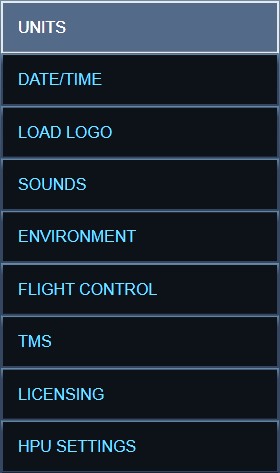 UNITS
DATE/TIME
LOAD LOGO
SOUNDS
ENVIRONMENT
FLIGHT CONTROL
TMS
LICENSING
HPU SETTINGS